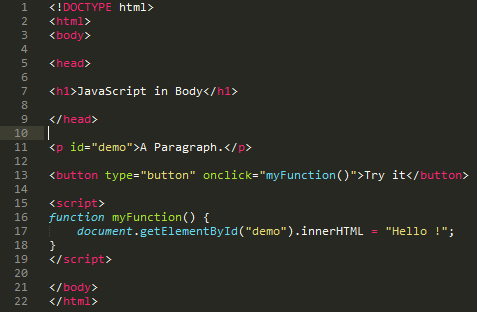 1 <!DOCTYPE html>
2 <html>
3 <body>
4
5 <head>
6
7 <h1>JavaScript in Body</h1>
8
9 </head>
10
11 <p id="demo">A Paragraph.</p>
12
13 <button type="button" onclick="myFunction()">Try it</button>
14
15 <script>
16 function myFunction() {
17     document.getElementById("demo").innerHTML = "Hello !";
18 }
19 </script>
20
21 </body>
22 </html>